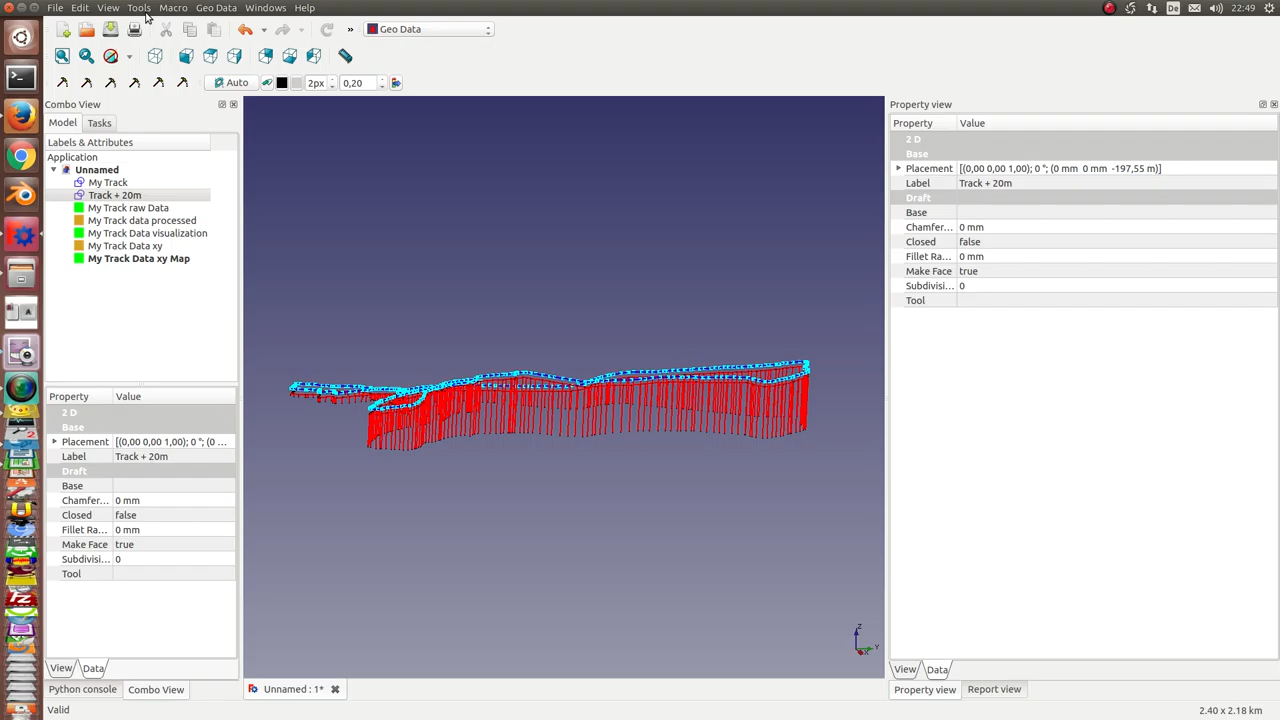 File Edit View Tools Macro Geo Data Windows Help
De 22:49
» Geo Data
Auto 2px 0,20
Combo View
Model Tasks
Labels & Attributes
Application
Unnamed
My Track
Track + 20m
My Track raw Data
My Track data processed
My Track Data visualization
My Track Data xy
My Track Data xy Map
Property Value
2 D
Base
Placement [(0,00 0,00 1,00); 0 °; (0 ...
Label Track + 20m
Draft
Base
Chamfer... 0 mm
Closed false
Fillet Ra... 0 mm
Make Face true
Subdivisi... 0
Tool
View Data
Python console Combo View
Valid
Z
Y
X
Unnamed : 1*
Property view
Property Value
2 D
Base
Placement [(0,00 0,00 1,00); 0 °; (0 mm 0 mm -197,55 m)]
Label Track + 20m
Draft
Base
Chamfer... 0 mm
Closed false
Fillet Ra... 0 mm
Make Face true
Subdivisi... 0
Tool
View Data
Property view Report view
2.40 x 2.18 km